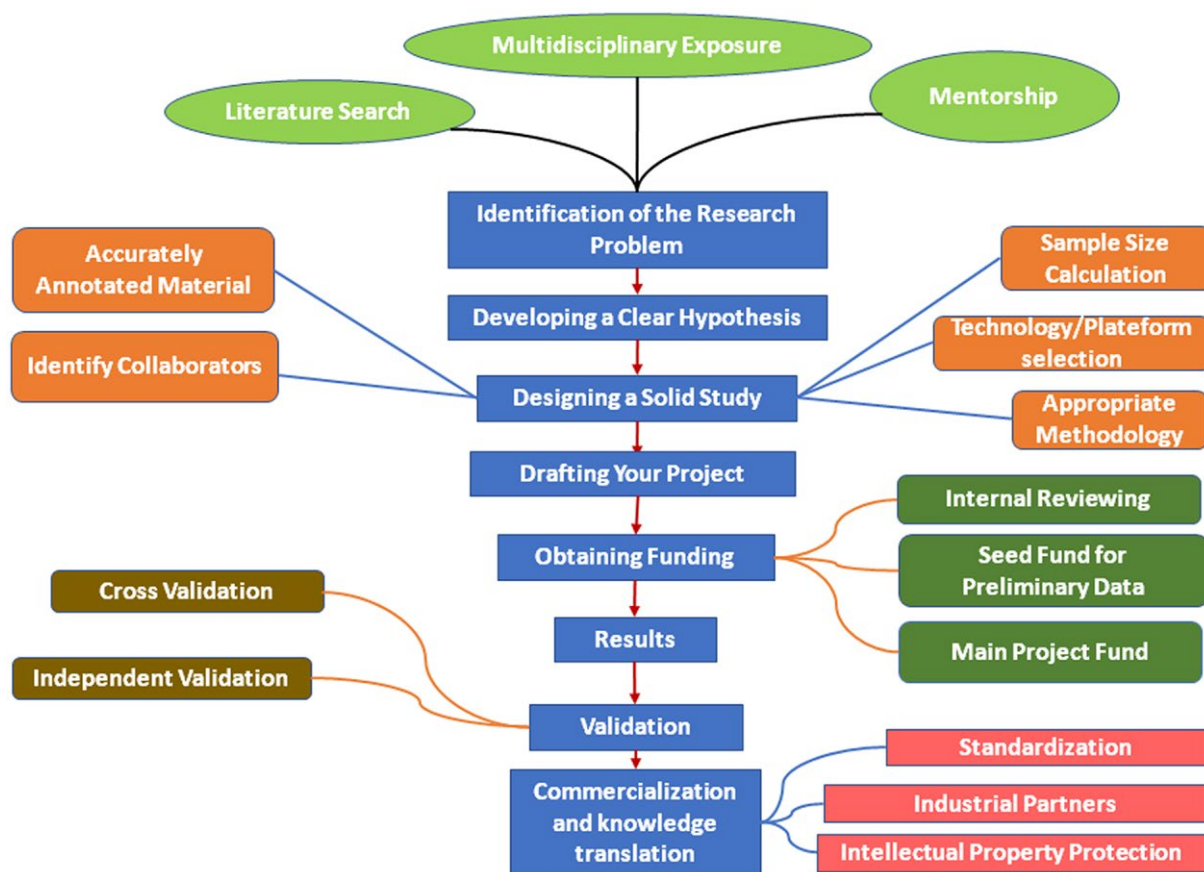 Multidisciplinary Exposure
Literature Search
Mentorship
Identification of the Research
Problem
Accurately
Annotated Material
Sample Size
Calculation
Developing a Clear Hypothesis
Technology/Plateform
selection
Identify Collaborators
Designing a Solid Study
Appropriate
Methodology
Drafting Your Project
Internal Reviewing
Obtaining Funding
Seed Fund for
Preliminary Data
Cross Validation
Results
Main Project Fund
Independent Validation
Validation
Standardization
Commercialization
and knowledge
translation
Industrial Partners
Intellectual Property Protection